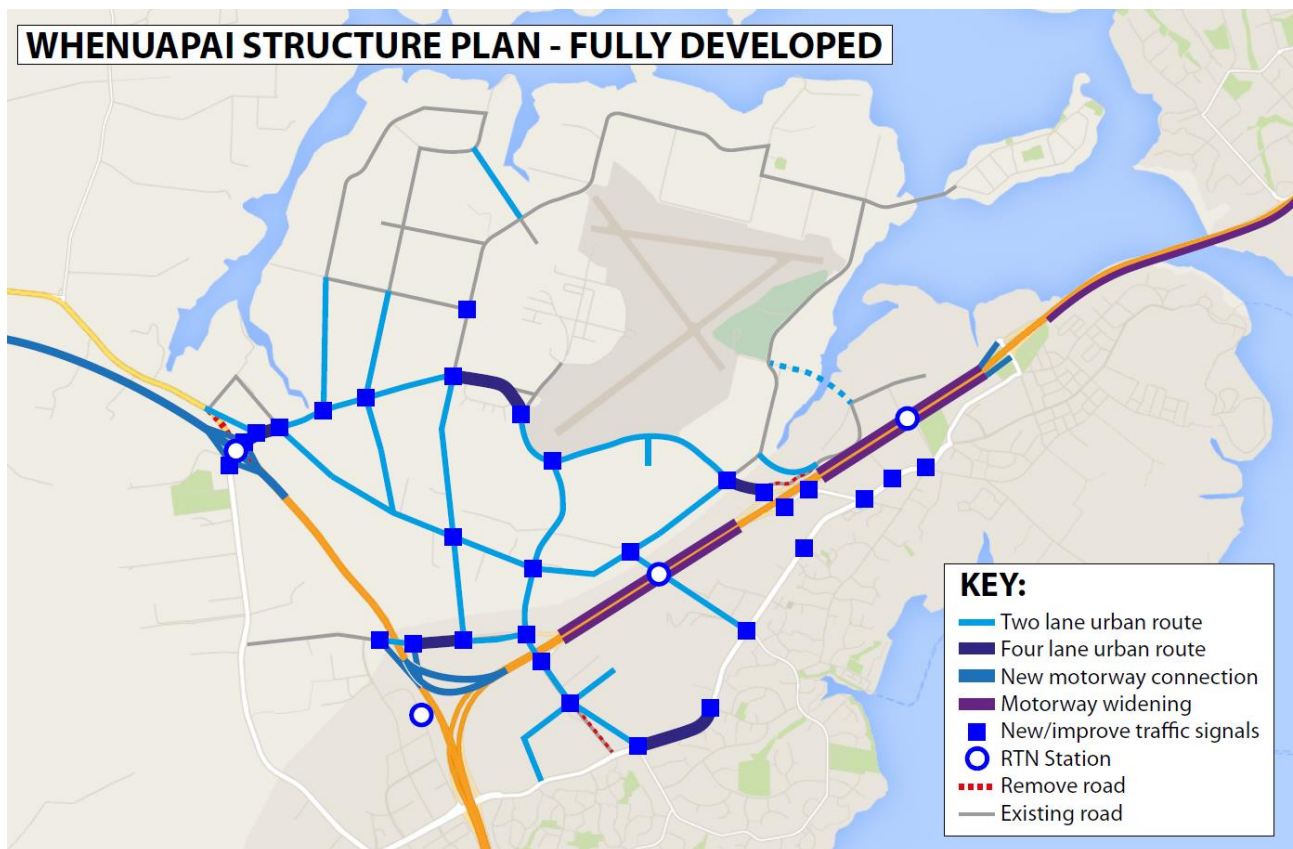 WHENUAPAI STRUCTURE PLAN - FULLY DEVELOPED
KEY:
Two lane urban route
Four lane urban route
New motorway connection
Motorway widening
New/improve traffic signals
RTN Station
Remove road
Existing road